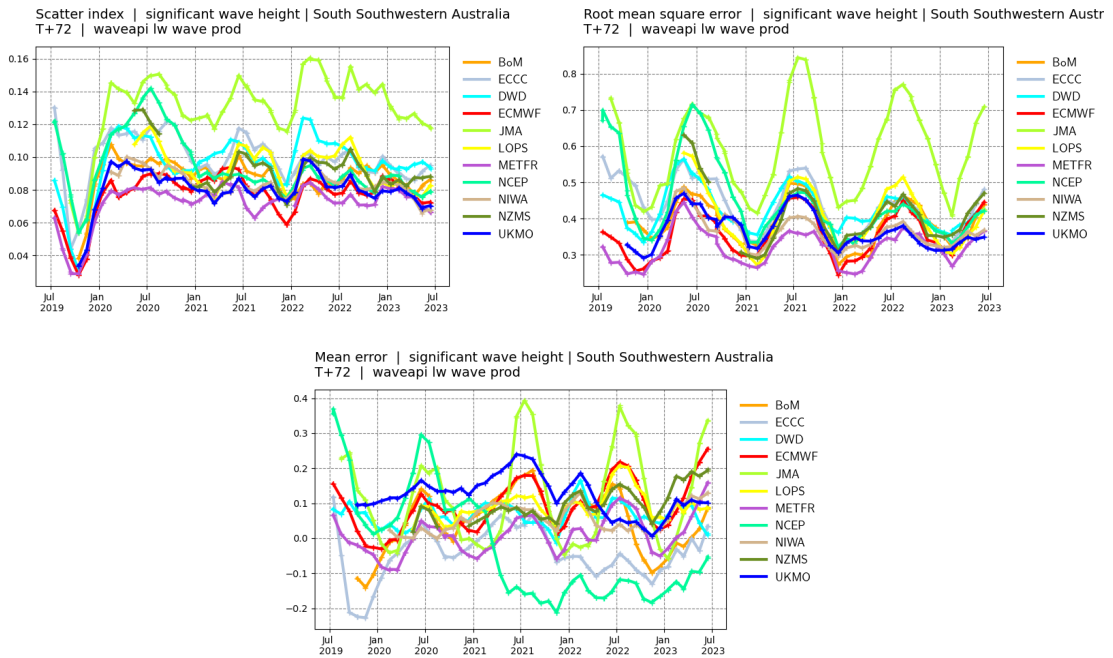 Scatter index | significant wave height | South Southwestern Australia
T+72 | waveapi lw wave prod
0.16
0.14
0.12
0.10
0.08
0.06
0.04
Jul 2019
Jan 2020
Jul 2020
Jan 2021
Jul 2021
Jan 2022
Jul 2022
Jan 2023
Jul 2023
BoM
ECCC
DWD
ECMWF
JMA
LOPS
METFR
NCEP
NIWA
NZMS
UKMO
Root mean square error | significant wave height | South Southwestern Austr
T+72 | waveapi lw wave prod
0.8
0.7
0.6
0.5
0.4
0.3
Jul 2019
Jan 2020
Jul 2020
Jan 2021
Jul 2021
Jan 2022
Jul 2022
Jan 2023
Jul 2023
BoM
ECCC
DWD
ECMWF
JMA
LOPS
METFR
NCEP
NIWA
NZMS
UKMO
Mean error | significant wave height | South Southwestern Australia
T+72 | waveapi lw wave prod
0.4
0.3
0.2
0.1
0.0
−0.1
−0.2
Jul 2019
Jan 2020
Jul 2020
Jan 2021
Jul 2021
Jan 2022
Jul 2022
Jan 2023
Jul 2023
BoM
ECCC
DWD
ECMWF
JMA
LOPS
METFR
NCEP
NIWA
NZMS
UKMO